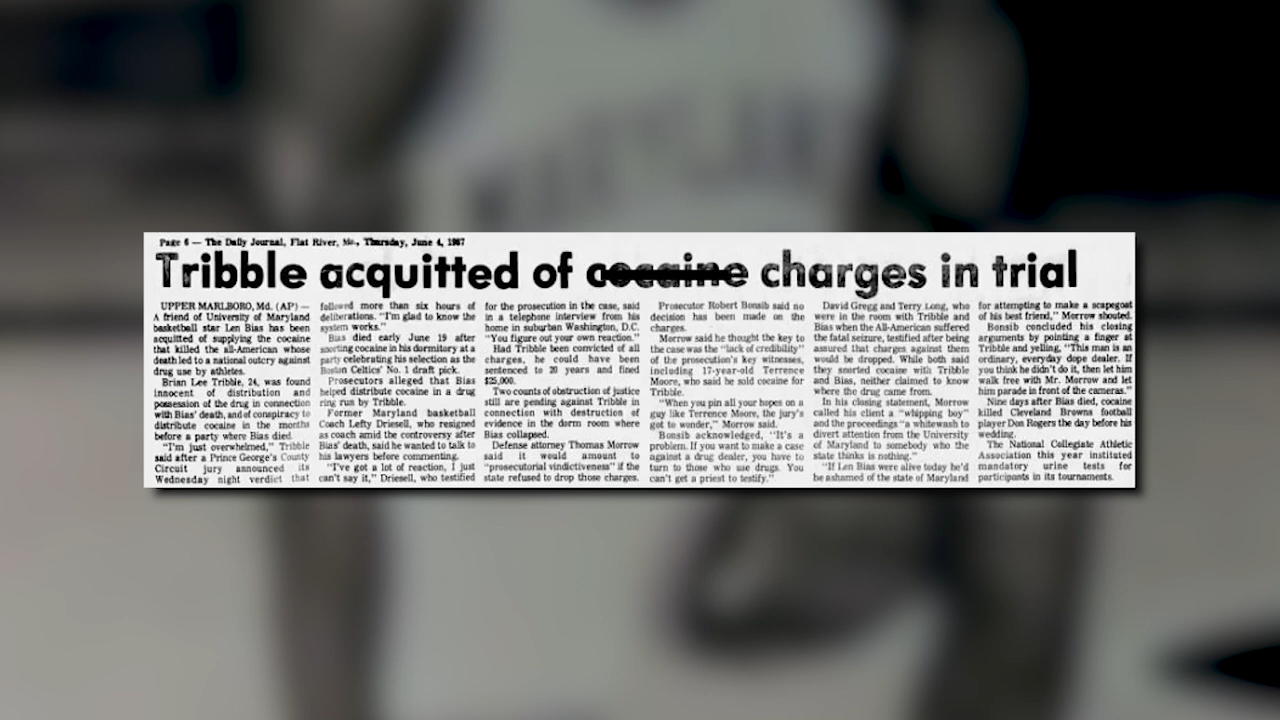 Page 6 — The Daily Journal, Flat River, Mo., Thursday, June 4, 1987
Tribble acquitted of cocaine charges in trial
UPPER MARLBORO, Md. (AP) —
A friend of University of Maryland
basketball star Len Bias has been
acquitted of supplying the cocaine
that killed the all-American whose
death led to a national outcry against
drug use by athletes.
Brian Lee Tribble, 24, was found
innocent of distribution and
possession of the drug in connection
with Bias' death, and of conspiracy to
distribute cocaine in the months
before a party where Bias died.
"I'm just overwhelmed," Tribble
said after a Prince George's County
Circuit jury announced its
Wednesday night verdict that
followed more than six hours of
deliberations. "I'm glad to know the
system works."
Bias died early June 19 after
snorting cocaine in his dormitory at a
party celebrating his selection as the
Boston Celtics' No. 1 draft pick.
Prosecutors alleged that Bias
helped distribute cocaine in a drug
ring run by Tribble.
Former Maryland basketball
Coach Lefty Driesell, who resigned
as coach amid the controversy after
Bias' death, said he wanted to talk to
his lawyers before commenting.
"I've got a lot of reaction, I just
can't say it," Driesell, who testified
for the prosecution in the case, said
in a telephone interview from his
home in suburban Washington, D.C.
"You figure out your own reaction."
Had Tribble been convicted of all
charges, he could have been
sentenced to 20 years and fined
$25,000.
Two counts of obstruction of justice
still are pending against Tribble in
connection with destruction of
evidence in the dorm room where
Bias collapsed.
Defense attorney Thomas Morrow
said it would amount to
"prosecutorial vindictiveness" if the
state refused to drop those charges.
Prosecutor Robert Bonsib said no
decision has been made on the
charges.
Morrow said he thought the key to
the case was the "lack of credibility"
of the prosecution's key witnesses,
including 17-year-old Terrence
Moore, who said he sold cocaine for
Tribble.
"When you pin all your hopes on a
guy like Terrence Moore, the jury's
got to wonder," Morrow said.
Bonsib acknowledged, "It's a
problem. If you want to make a case
against a drug dealer, you have to
turn to those who use drugs. You
can't get a priest to testify."
David Gregg and Terry Long, who
were in the room with Tribble and
Bias when the All-American suffered
the fatal seizure, testified after being
assured that charges against them
would be dropped. While both said
they snorted cocaine with Tribble
and Bias, neither claimed to know
where the drug came from.
In his closing statement, Morrow
called his client a "whipping boy"
and the proceedings "a whitewash to
divert attention from the University
of Maryland to somebody who the
state thinks is nothing."
"If Len Bias were alive today he'd
be ashamed of the state of Maryland
for attempting to make a scapegoat
of his best friend," Morrow shouted.
Bonsib concluded his closing
arguments by pointing a finger at
Tribble and yelling, "This man is an
ordinary, everyday dope dealer. If
you think he didn't do it, then let him
walk free with Mr. Morrow and let
him parade in front of the cameras."
Nine days after Bias died, cocaine
killed Cleveland Browns football
player Don Rogers the day before his
wedding.
The National Collegiate Athletic
Association this year instituted
mandatory urine tests for
participants in its tournaments.